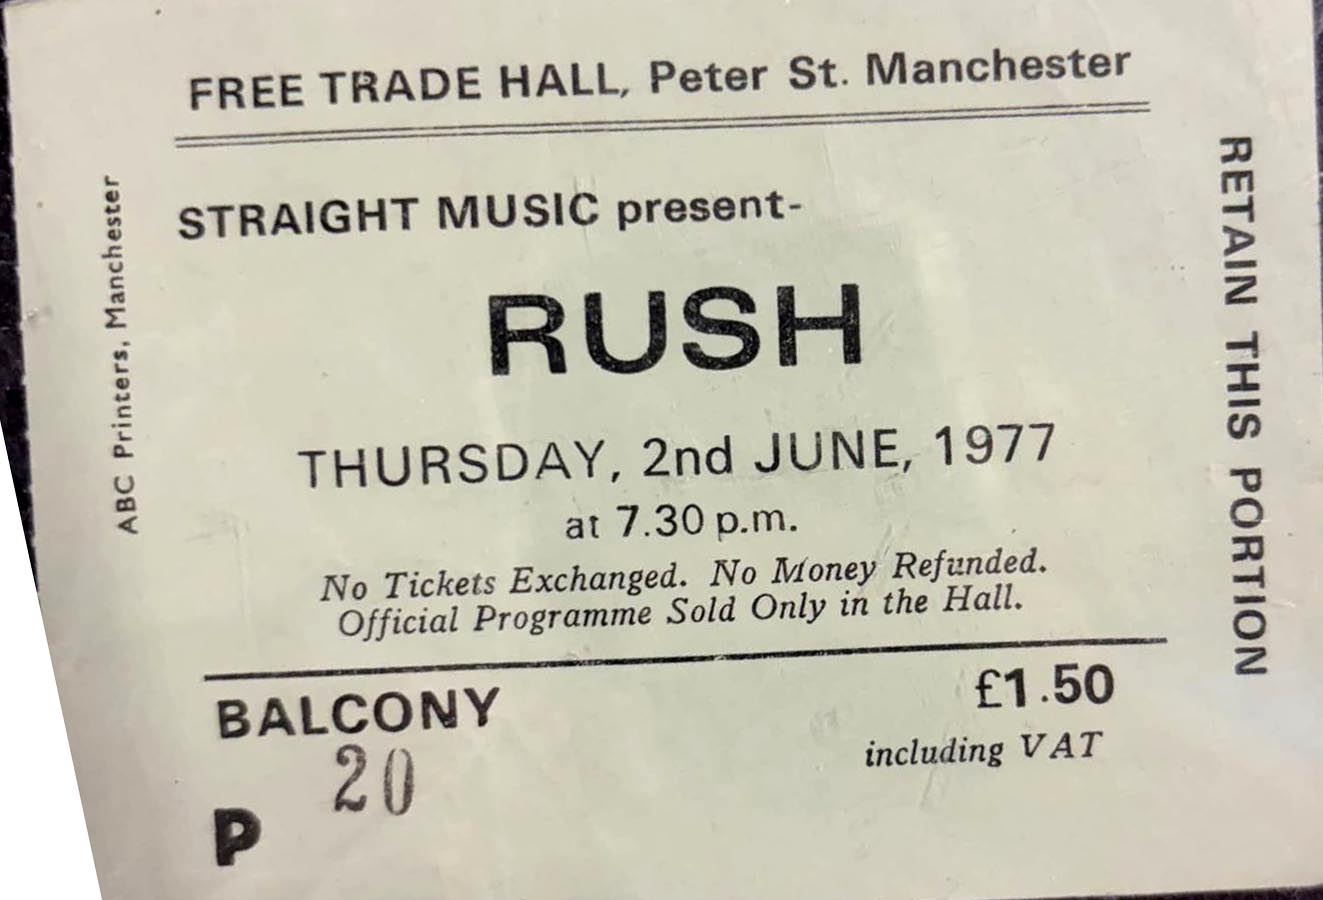 FREE TRADE HALL, Peter St. Manchester
STRAIGHT MUSIC present-
RUSH
THURSDAY, 2nd JUNE, 1977
at 7.30 p.m.
No Tickets Exchanged. No Money Refunded.
Official Programme Sold Only in the Hall.
BALCONY
£1.50
including VAT
20
P
ABC Printers, Manchester
RETAIN THIS PORTION